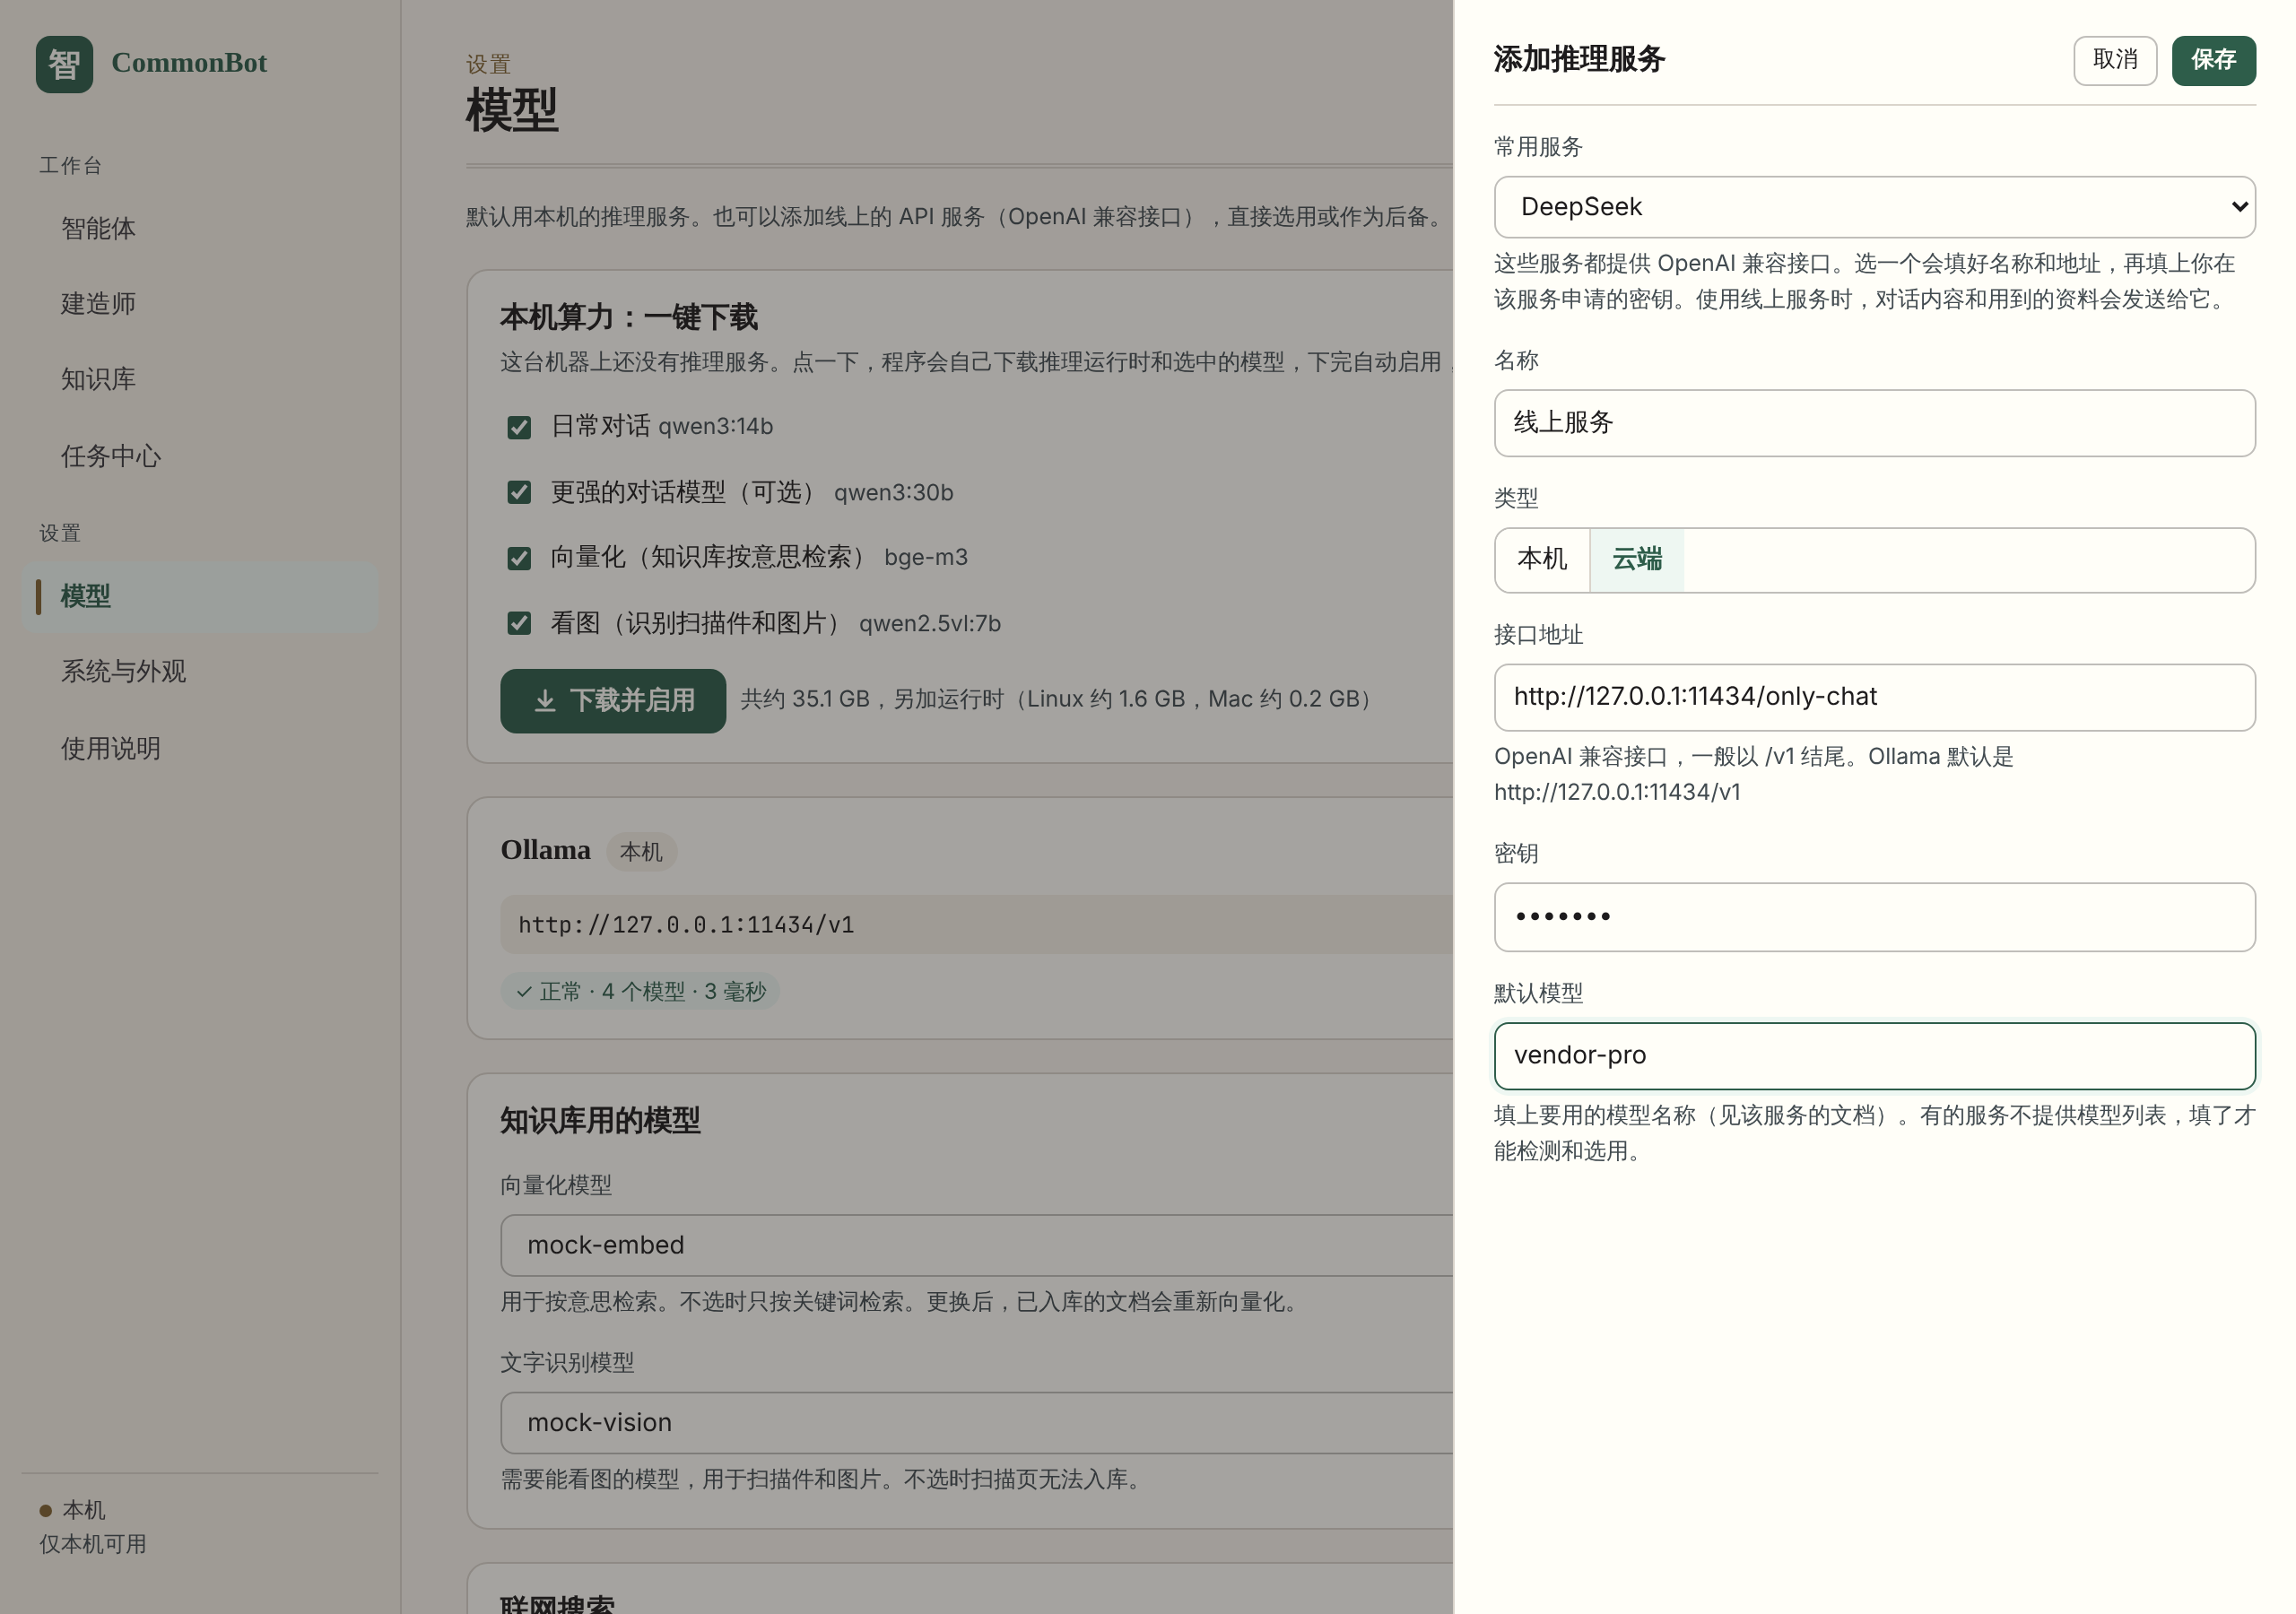 智 CommonBot
工作台
智能体
建造师
知识库
任务中心
设置
模型
系统与外观
使用说明
本机
仅本机可用
设置
模型
默认用本机的推理服务。也可以添加线上的 API 服务（OpenAI 兼容接口），直接选用或作为后备。
本机算力：一键下载
这台机器上还没有推理服务。点一下，程序会自己下载推理运行时和选中的模型，下完自动启用，
日常对话 qwen3:14b
更强的对话模型（可选） qwen3:30b
向量化（知识库按意思检索） bge-m3
看图（识别扫描件和图片） qwen2.5vl:7b
下载并启用 共约 35.1 GB，另加运行时（Linux 约 1.6 GB，Mac 约 0.2 GB）
Ollama 本机
http://127.0.0.1:11434/v1
正常 · 4 个模型 · 3 毫秒
知识库用的模型
向量化模型
mock-embed
用于按意思检索。不选时只按关键词检索。更换后，已入库的文档会重新向量化。
文字识别模型
mock-vision
需要能看图的模型，用于扫描件和图片。不选时扫描页无法入库。
联网搜索
添加推理服务 取消 保存
常用服务
DeepSeek
这些服务都提供 OpenAI 兼容接口。选一个会填好名称和地址，再填上你在
该服务申请的密钥。使用线上服务时，对话内容和用到的资料会发送给它。
名称
线上服务
类型
本机 云端
接口地址
http://127.0.0.1:11434/only-chat
OpenAI 兼容接口，一般以 /v1 结尾。Ollama 默认是
http://127.0.0.1:11434/v1
密钥
•••••••
默认模型
vendor-pro
填上要用的模型名称（见该服务的文档）。有的服务不提供模型列表，填了才
能检测和选用。